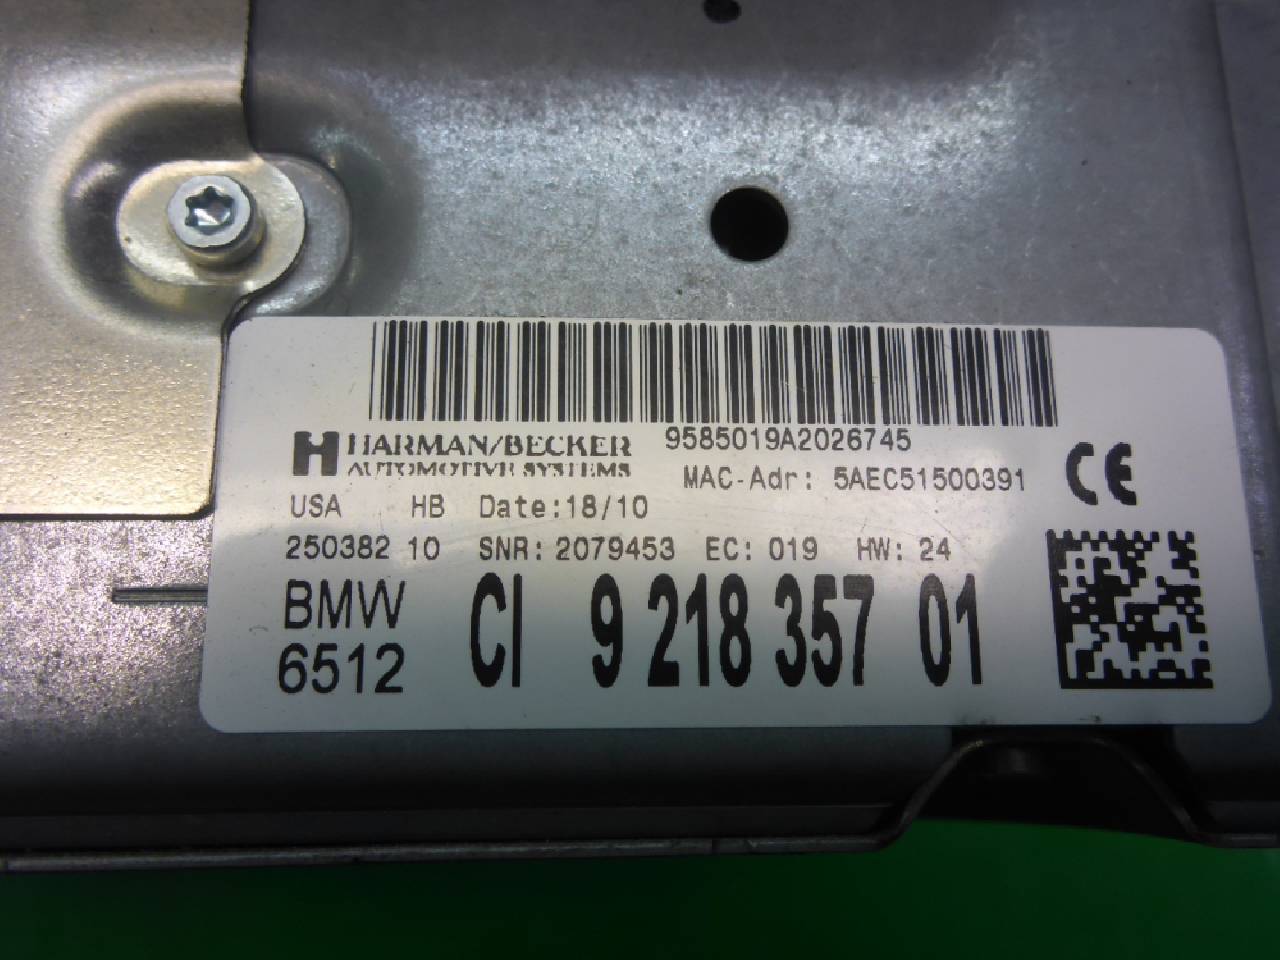 HARMAN/BECKER 9585019A2026745
AUTOMOTIVE SYSTEMS MAC-Adr: 5AEC51500391 CE
USA HB Date:18/10
250382 10 SNR: 2079453 EC: 019 HW: 24
BMW CI 9 218 357 01
6512